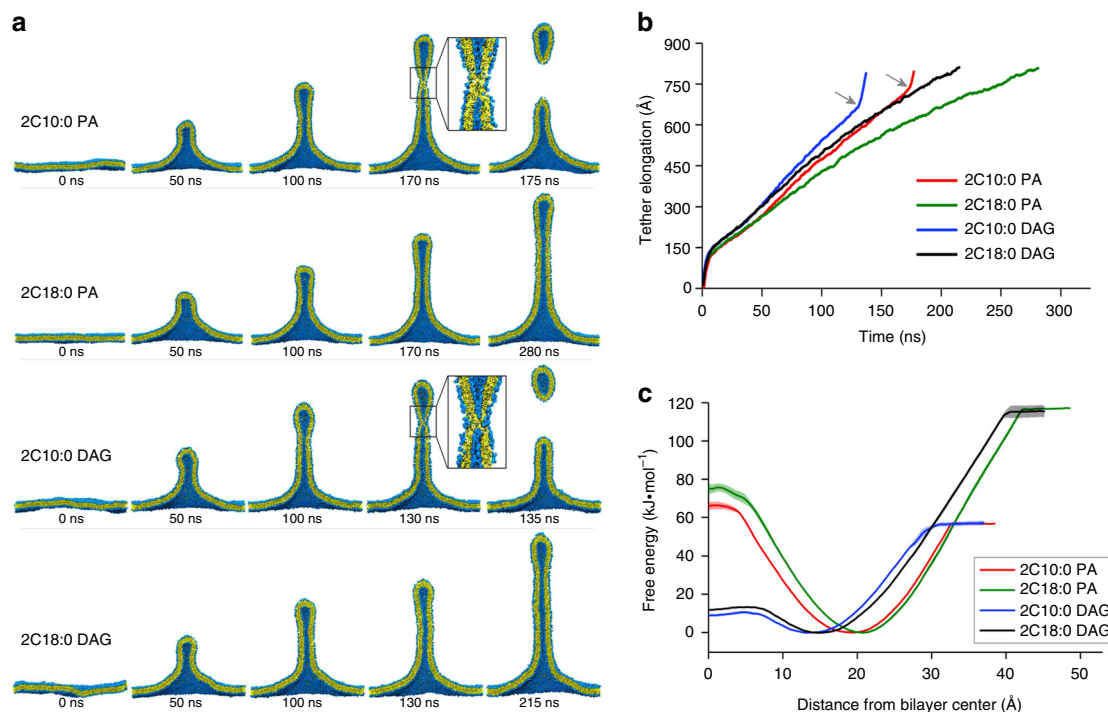 a
2C10:0 PA
0 ns 50 ns 100 ns 170 ns 175 ns
2C18:0 PA
0 ns 50 ns 100 ns 170 ns 280 ns
2C10:0 DAG
0 ns 50 ns 100 ns 130 ns 135 ns
2C18:0 DAG
0 ns 50 ns 100 ns 130 ns 215 ns
b
Tether elongation (Å)
900
750
600
450
300
150
0
2C10:0 PA
2C18:0 PA
2C10:0 DAG
2C18:0 DAG
0 50 100 150 200 250 300
Time (ns)
c
Free energy (kJ•mol−1)
120
100
80
60
40
20
0
2C10:0 PA
2C18:0 PA
2C10:0 DAG
2C18:0 DAG
0 10 20 30 40 50
Distance from bilayer center (Å)